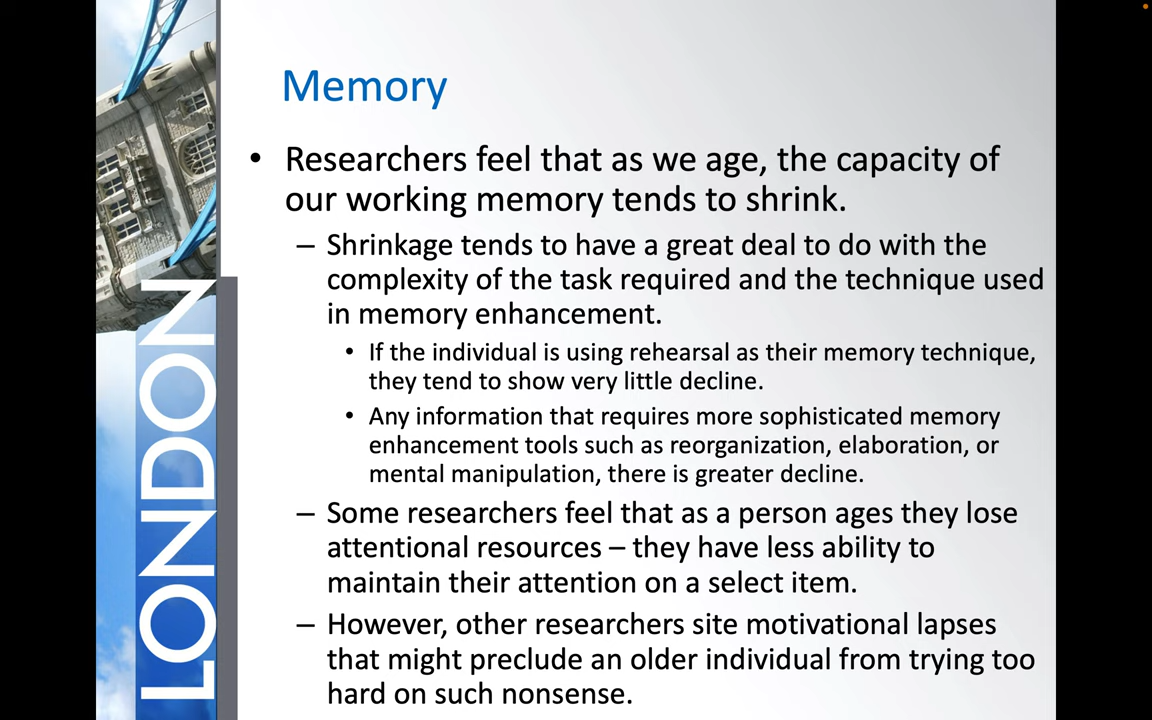 Memory
• Researchers feel that as we age, the capacity of
our working memory tends to shrink.
– Shrinkage tends to have a great deal to do with the
complexity of the task required and the technique used
in memory enhancement.
• If the individual is using rehearsal as their memory technique,
they tend to show very little decline.
• Any information that requires more sophisticated memory
enhancement tools such as reorganization, elaboration, or
mental manipulation, there is greater decline.
– Some researchers feel that as a person ages they lose
attentional resources – they have less ability to
maintain their attention on a select item.
– However, other researchers site motivational lapses
that might preclude an older individual from trying too
hard on such nonsense.
LONDON